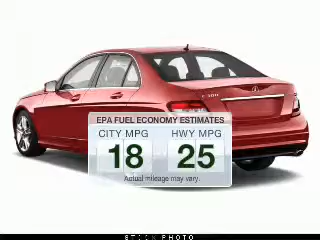 EPA FUEL ECONOMY ESTIMATES
CITY MPG HWY MPG
18 25
Actual mileage may vary.
STOCK PHOTO